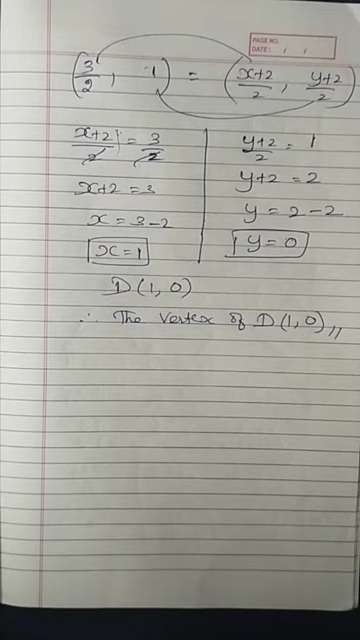 PAGE NO.
DATE: / /
(3/2, 1) = (x+2/2, y+2/2)
x+2/2 = 3/2
x+2 = 3
x = 3-2
x = 1
y+2/2 = 1
y+2 = 2
y = 2-2
y = 0
D(1,0)
∴ The vertex of D(1,0),,